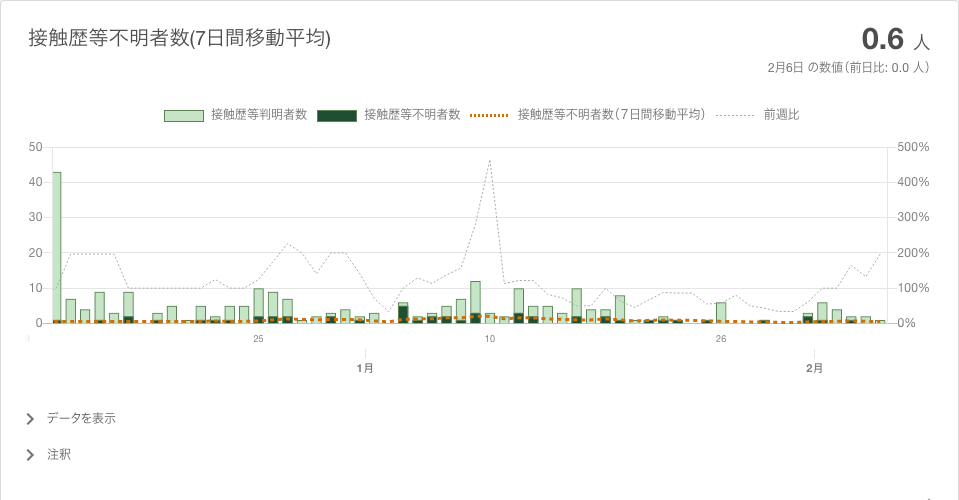 接触歴等不明者数(7日間移動平均)
0.6 人
2月6日 の数値(前日比: 0.0 人)
接触歴等判明者数 接触歴等不明者数 接触歴等不明者数(7日間移動平均) 前週比
50 500%
40 400%
30 300%
20 200%
10 100%
0 0%
25 10 26
1月 2月
データを表示
注釈